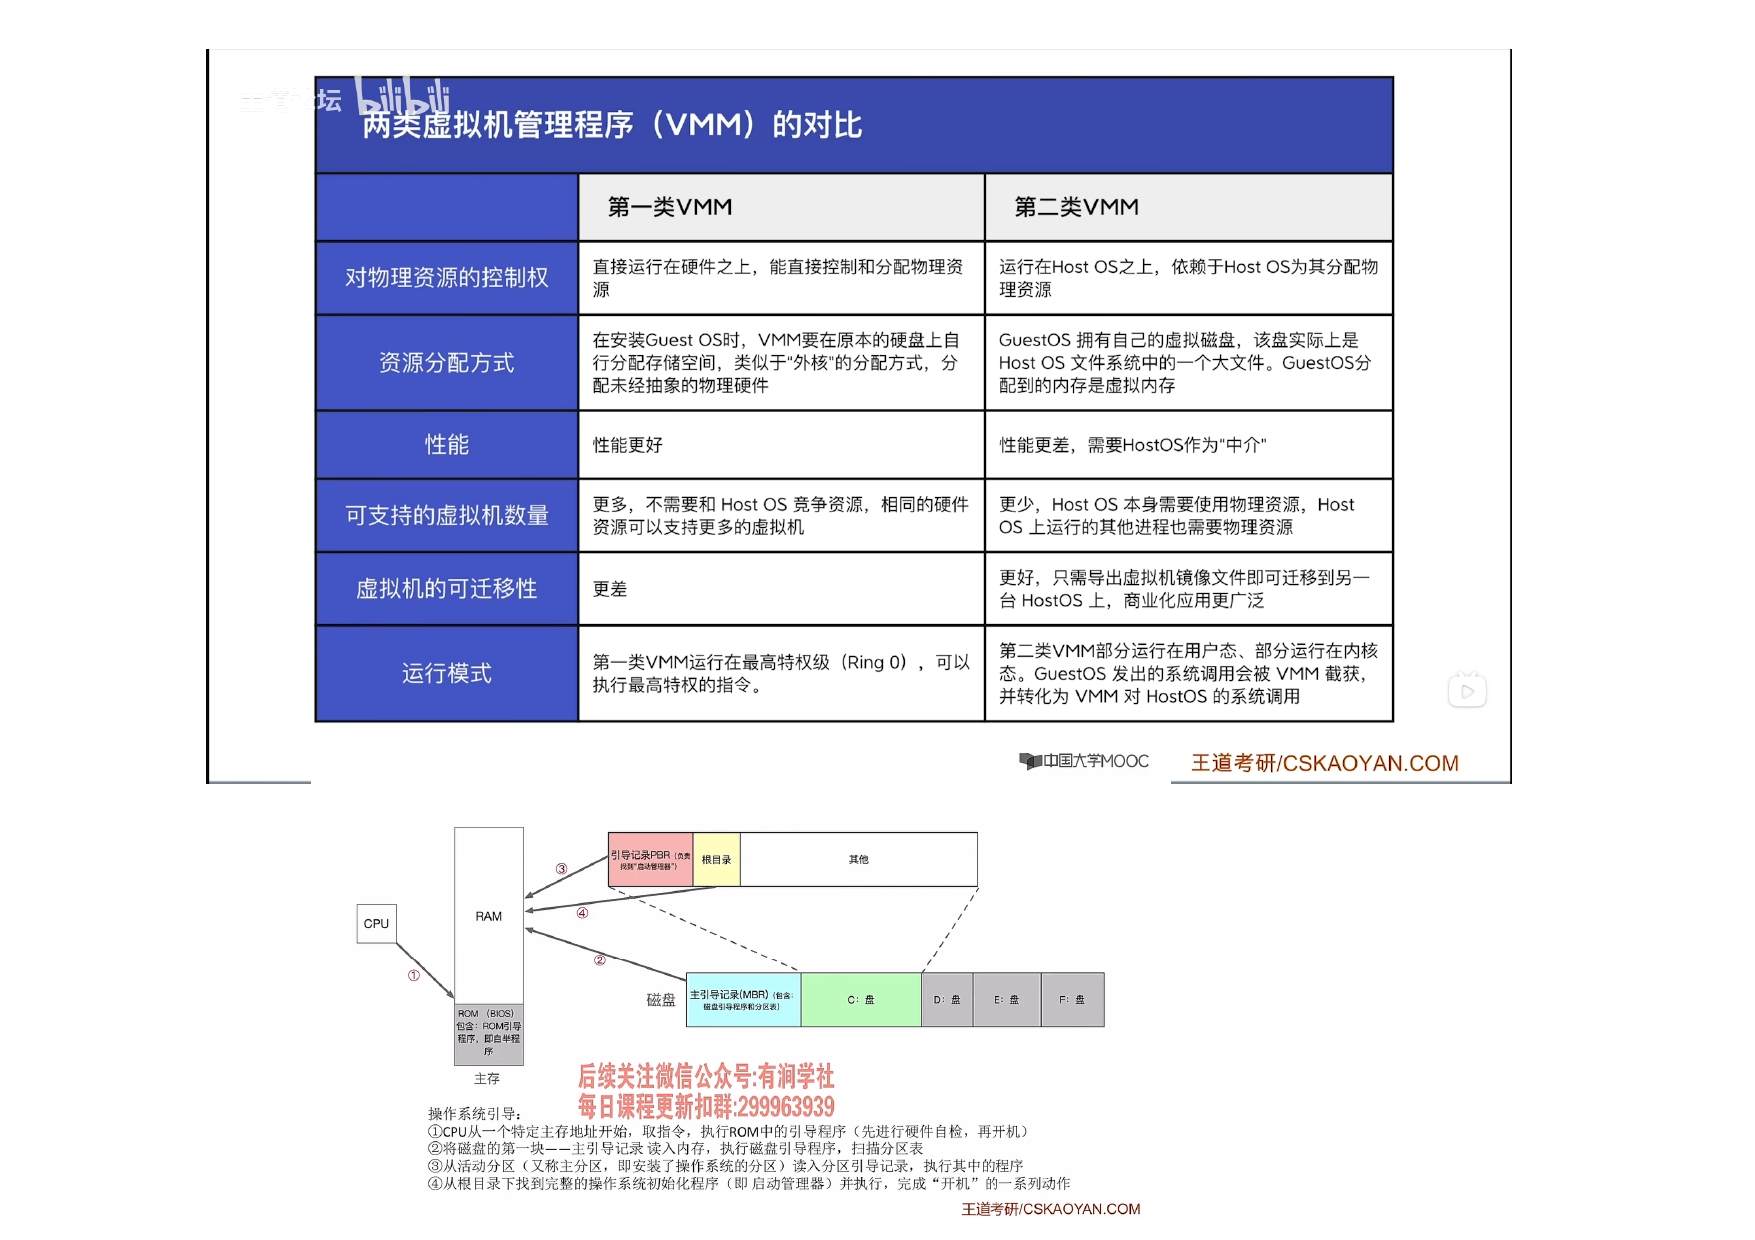 坛 bilibili
两类虚拟机管理程序（VMM）的对比
第一类VMM
第二类VMM
对物理资源的控制权
直接运行在硬件之上，能直接控制和分配物理资
源
运行在Host OS之上，依赖于Host OS为其分配物
理资源
资源分配方式
在安装Guest OS时，VMM要在原本的硬盘上自
行分配存储空间，类似于“外核”的分配方式，分
配未经抽象的物理硬件
GuestOS 拥有自己的虚拟磁盘，该盘实际上是
Host OS 文件系统中的一个大文件。GuestOS分
配到的内存是虚拟内存
性能
性能更好
性能更差，需要HostOS作为“中介”
可支持的虚拟机数量
更多，不需要和 Host OS 竞争资源，相同的硬件
资源可以支持更多的虚拟机
更少，Host OS 本身需要使用物理资源，Host
OS 上运行的其他进程也需要物理资源
虚拟机的可迁移性
更差
更好，只需导出虚拟机镜像文件即可迁移到另一
台 HostOS 上，商业化应用更广泛
运行模式
第一类VMM运行在最高特权级（Ring 0），可以
执行最高特权的指令。
第二类VMM部分运行在用户态、部分运行在内核
态。GuestOS 发出的系统调用会被 VMM 截获，
并转化为 VMM 对 HostOS 的系统调用
中国大学MOOC
王道考研/CSKAOYAN.COM
引导记录PBR（负责
找到“启动管理器”）
根目录
其他
③
④
CPU
RAM
①
②
磁盘
主引导记录(MBR)（包含：
磁盘引导程序和分区表）
C：盘
D：盘
E：盘
F：盘
ROM （BIOS）
包含：ROM引导
程序，即自举程
序
主存
后续关注微信公众号:有润学社
每日课程更新扣群:299963939
操作系统引导：
①CPU从一个特定主存地址开始，取指令，执行ROM中的引导程序（先进行硬件自检，再开机）
②将磁盘的第一块——主引导记录 读入内存，执行磁盘引导程序，扫描分区表
③从活动分区（又称主分区，即安装了操作系统的分区）读入分区引导记录，执行其中的程序
④从根目录下找到完整的操作系统初始化程序（即 启动管理器）并执行，完成“开机”的一系列动作
王道考研/CSKAOYAN.COM